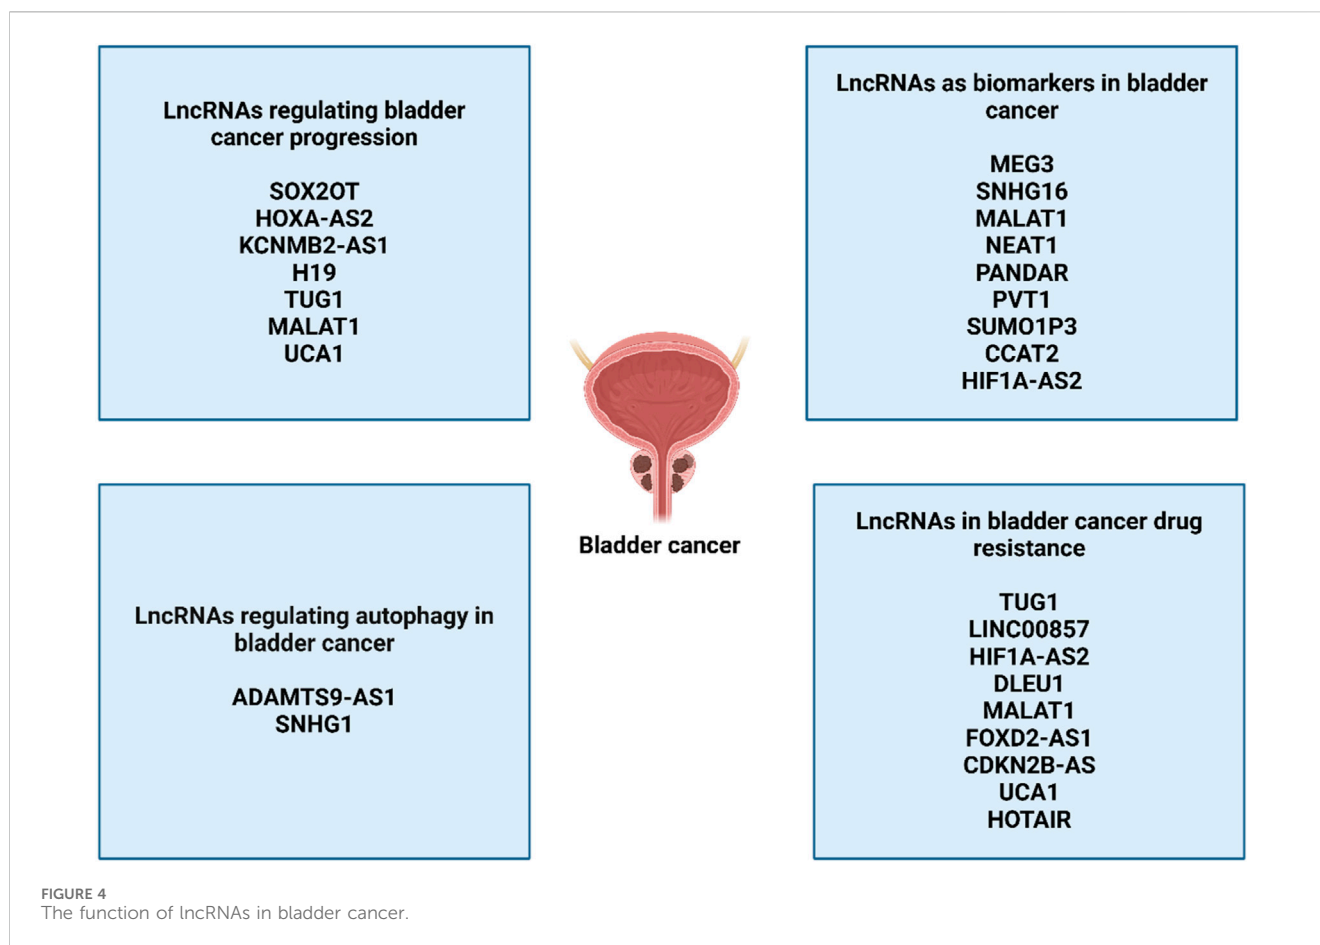 LncRNAs regulating bladder
cancer progression
SOX2OT
HOXA-AS2
KCNMB2-AS1
H19
TUG1
MALAT1
UCA1
LncRNAs as biomarkers in bladder
cancer
MEG3
SNHG16
MALAT1
NEAT1
PANDAR
PVT1
SUMO1P3
CCAT2
HIF1A-AS2
Bladder cancer
LncRNAs regulating autophagy in
bladder cancer
ADAMTS9-AS1
SNHG1
LncRNAs in bladder cancer drug
resistance
TUG1
LINC00857
HIF1A-AS2
DLEU1
MALAT1
FOXD2-AS1
CDKN2B-AS
UCA1
HOTAIR
FIGURE 4
The function of lncRNAs in bladder cancer.